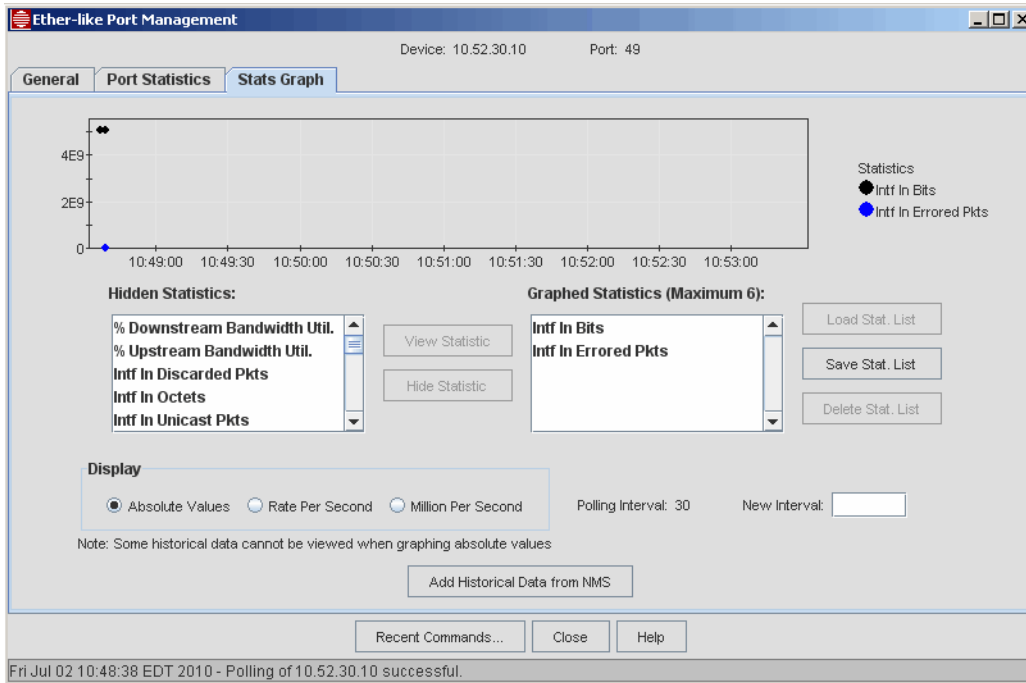 Ether-like Port Management
Device: 10.52.30.10 Port: 49
General Port Statistics Stats Graph
4E9
2E9
0
10:49:00 10:49:30 10:50:00 10:50:30 10:51:00 10:51:30 10:52:00 10:52:30 10:53:00
Statistics
Intf In Bits
Intf In Errored Pkts
Hidden Statistics:
% Downstream Bandwidth Util.
% Upstream Bandwidth Util.
Intf In Discarded Pkts
Intf In Octets
Intf In Unicast Pkts
View Statistic
Hide Statistic
Graphed Statistics (Maximum 6):
Intf In Bits
Intf In Errored Pkts
Load Stat. List
Save Stat. List
Delete Stat. List
Display
Absolute Values Rate Per Second Million Per Second
Polling Interval: 30 New Interval:
Note: Some historical data cannot be viewed when graphing absolute values
Add Historical Data from NMS
Recent Commands... Close Help
Fri Jul 02 10:48:38 EDT 2010 - Polling of 10.52.30.10 successful.